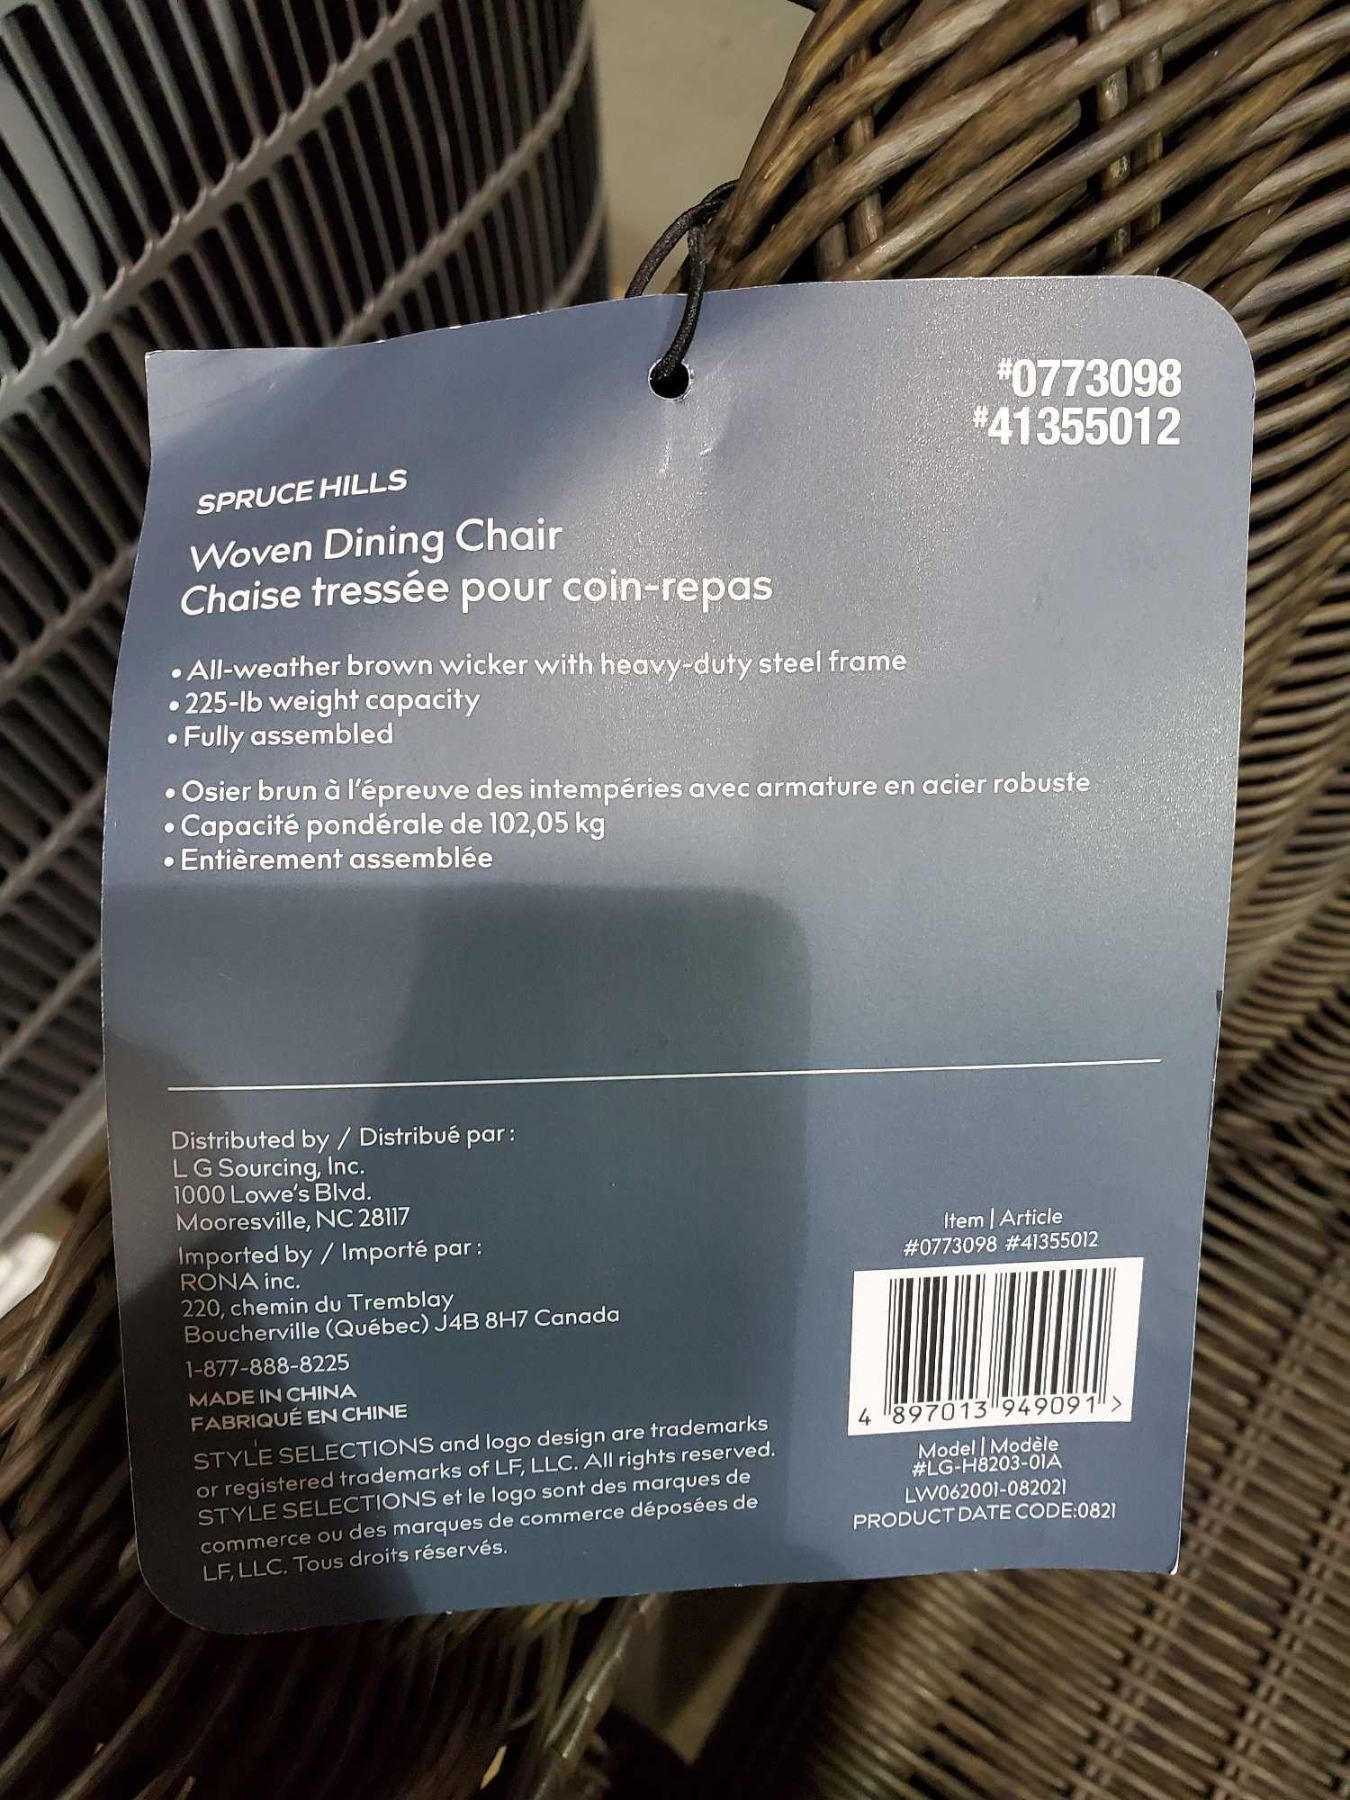 #0773098
#41355012
SPRUCE HILLS
Woven Dining Chair
Chaise tressée pour coin-repas
• All-weather brown wicker with heavy-duty steel frame
• 225-lb weight capacity
• Fully assembled
• Osier brun à l'épreuve des intempéries avec armature en acier robuste
• Capacité pondérale de 102,05 kg
• Entièrement assemblée
Distributed by / Distribué par :
L G Sourcing, Inc.
1000 Lowe's Blvd.
Mooresville, NC 28117
Imported by / Importé par :
RONA inc.
220, chemin du Tremblay
Boucherville (Québec) J4B 8H7 Canada
1-877-888-8225
MADE IN CHINA
FABRIQUÉ EN CHINE
STYLE SELECTIONS and logo design are trademarks
or registered trademarks of LF, LLC. All rights reserved.
STYLE SELECTIONS et le logo sont des marques de
commerce ou des marques de commerce déposées de
LF, LLC. Tous droits réservés.
Item | Article
#0773098 #41355012
4 897013 949091 >
Model | Modèle
#LG-H8203-01A
LW062001-082021
PRODUCT DATE CODE:0821